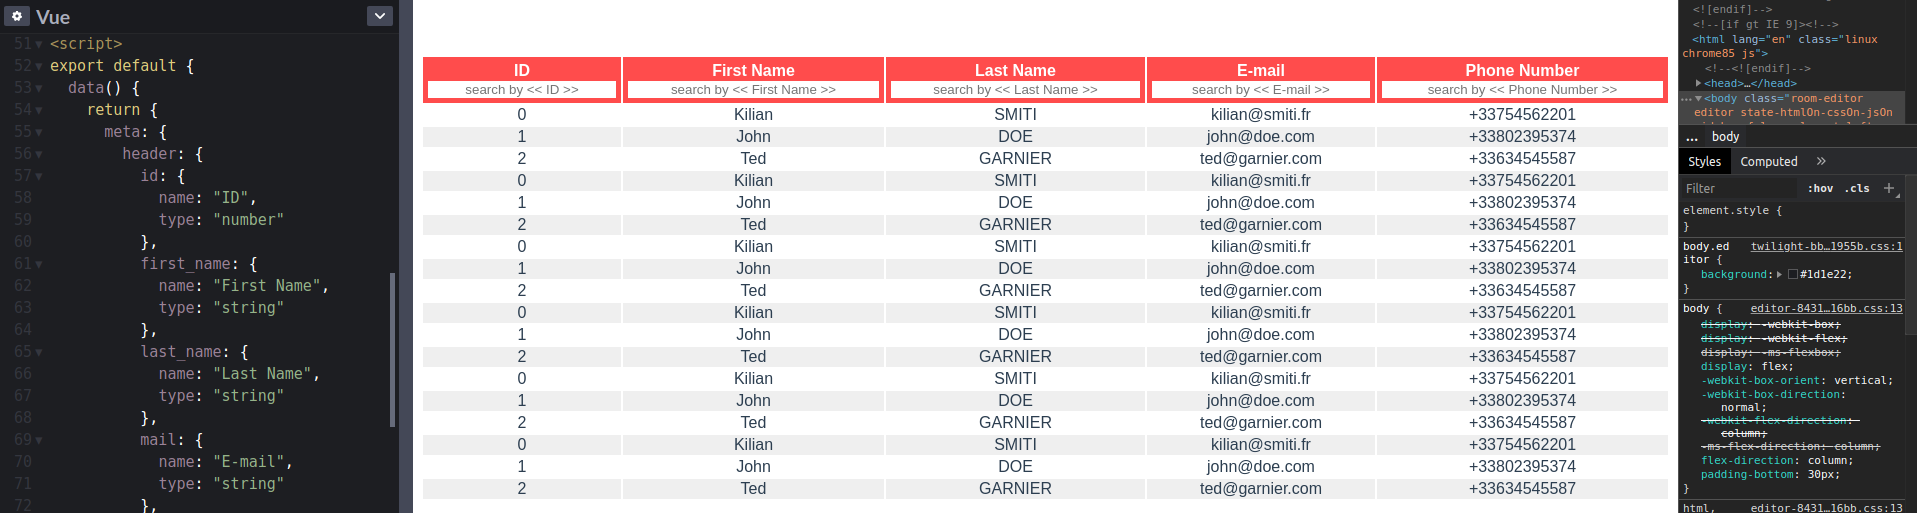 Vue
51 <script>
52 export default {
53 data() {
54 return {
55 meta: {
56 header: {
57 id: {
58 name: "ID",
59 type: "number"
60 },
61 first_name: {
62 name: "First Name",
63 type: "string"
64 },
65 last_name: {
66 name: "Last Name",
67 type: "string"
68 },
69 mail: {
70 name: "E-mail",
71 type: "string"
72 },
ID First Name Last Name E-mail Phone Number
search by << ID >> search by << First Name >> search by << Last Name >> search by << E-mail >> search by << Phone Number >>
0 Kilian SMITI kilian@smiti.fr +33754562201
1 John DOE john@doe.com +33802395374
2 Ted GARNIER ted@garnier.com +33634545587
0 Kilian SMITI kilian@smiti.fr +33754562201
1 John DOE john@doe.com +33802395374
2 Ted GARNIER ted@garnier.com +33634545587
0 Kilian SMITI kilian@smiti.fr +33754562201
1 John DOE john@doe.com +33802395374
2 Ted GARNIER ted@garnier.com +33634545587
0 Kilian SMITI kilian@smiti.fr +33754562201
1 John DOE john@doe.com +33802395374
2 Ted GARNIER ted@garnier.com +33634545587
0 Kilian SMITI kilian@smiti.fr +33754562201
1 John DOE john@doe.com +33802395374
2 Ted GARNIER ted@garnier.com +33634545587
0 Kilian SMITI kilian@smiti.fr +33754562201
1 John DOE john@doe.com +33802395374
2 Ted GARNIER ted@garnier.com +33634545587
<![endif]-->
<!--[if gt IE 9]><!-->
<html lang="en" class="linux
chrome85 js">
<!--<![endif]-->
<head>…</head>
<body class="room-editor
editor state-htmlOn-cssOn-jsOn
... body
Styles Computed »
Filter :hov .cls +
element.style {
}
body.ed twilight-bb…1955b.css:1
itor {
background: #1d1e22;
}
body { editor-8431…16bb.css:13
display: -webkit-box;
display: -webkit-flex;
display: -ms-flexbox;
display: flex;
-webkit-box-orient: vertical;
-webkit-box-direction:
normal;
-webkit-flex-direction:
column;
-ms-flex-direction: column;
flex-direction: column;
padding-bottom: 30px;
}
html, editor-8431…16bb.css:13